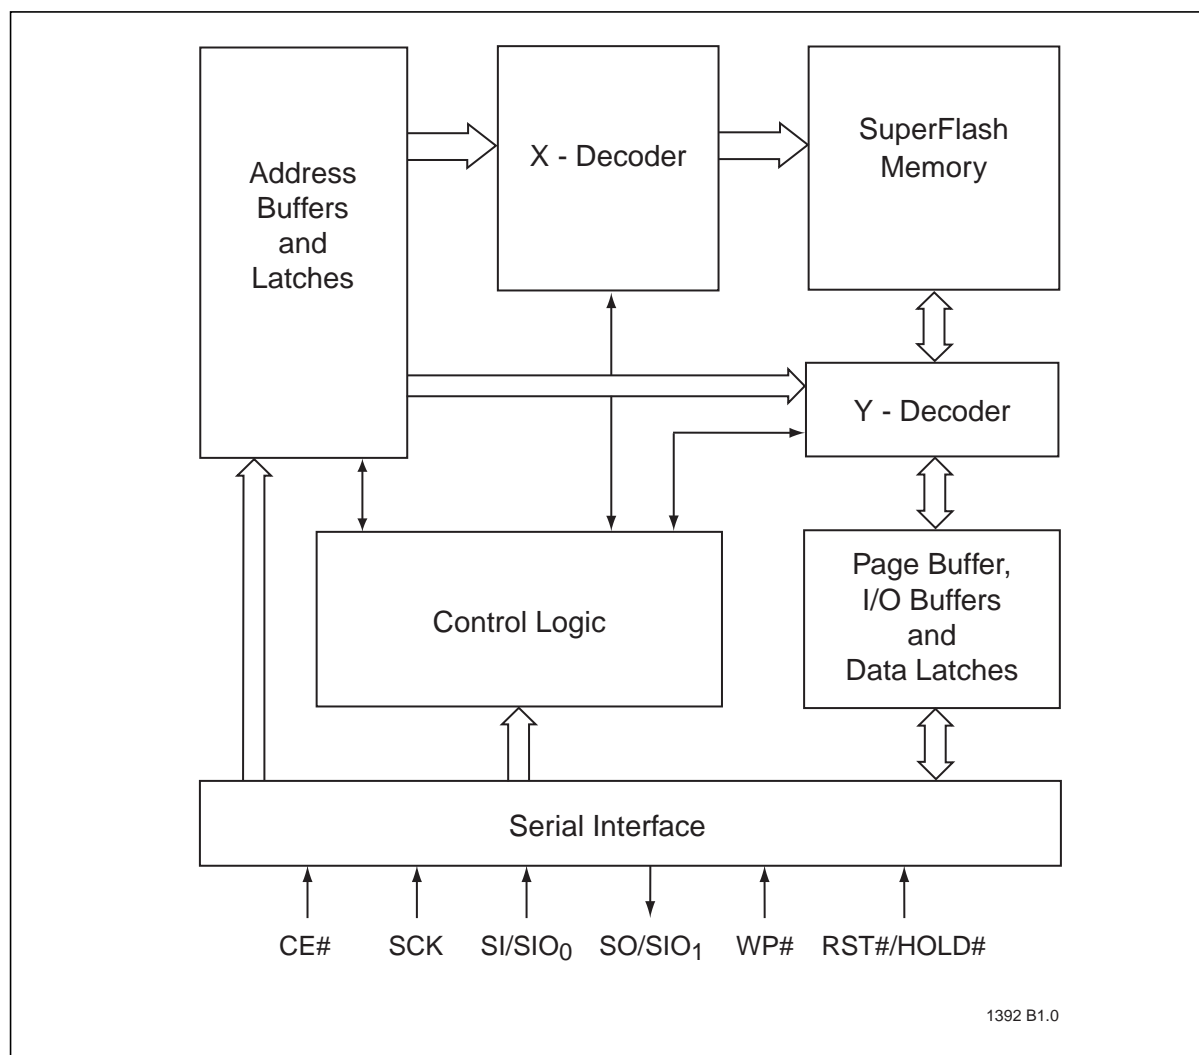 Address
Buffers
and
Latches
X - Decoder
SuperFlash
Memory
Y - Decoder
Control Logic
Page Buffer,
I/O Buffers
and
Data Latches
Serial Interface
CE# SCK SI/SIO0 SO/SIO1 WP# RST#/HOLD#
1392 B1.0